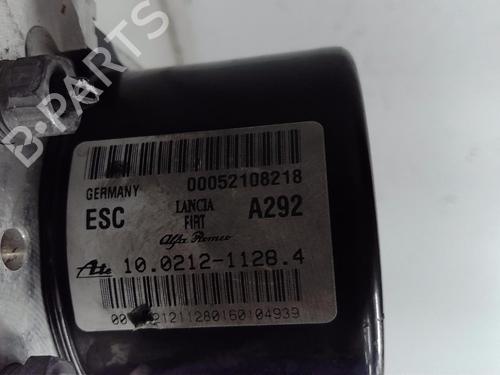 B-PARTS
GERMANY 00052108218
ESC LANCIA FIAT Alfa Romeo A292
Ate 10.0212-1128.4